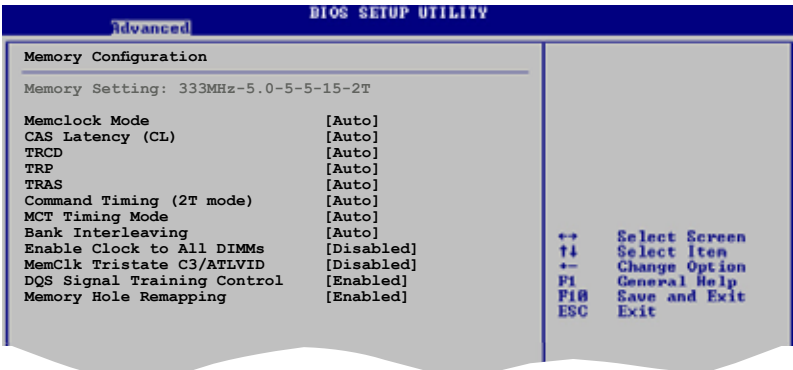 BIOS SETUP UTILITY
Advanced
Memory Configuration
Memory Setting: 333MHz-5.0-5-5-15-2T
Memclock Mode [Auto]
CAS Latency (CL) [Auto]
TRCD [Auto]
TRP [Auto]
TRAS [Auto]
Command Timing (2T mode) [Auto]
MCT Timing Mode [Auto]
Bank Interleaving [Auto]
Enable Clock to All DIMMs [Disabled]
MemClk Tristate C3/ATLVID [Disabled]
DQS Signal Training Control [Enabled]
Memory Hole Remapping [Enabled]
↔ Select Screen
↑↓ Select Item
+- Change Option
F1 General Help
F10 Save and Exit
ESC Exit